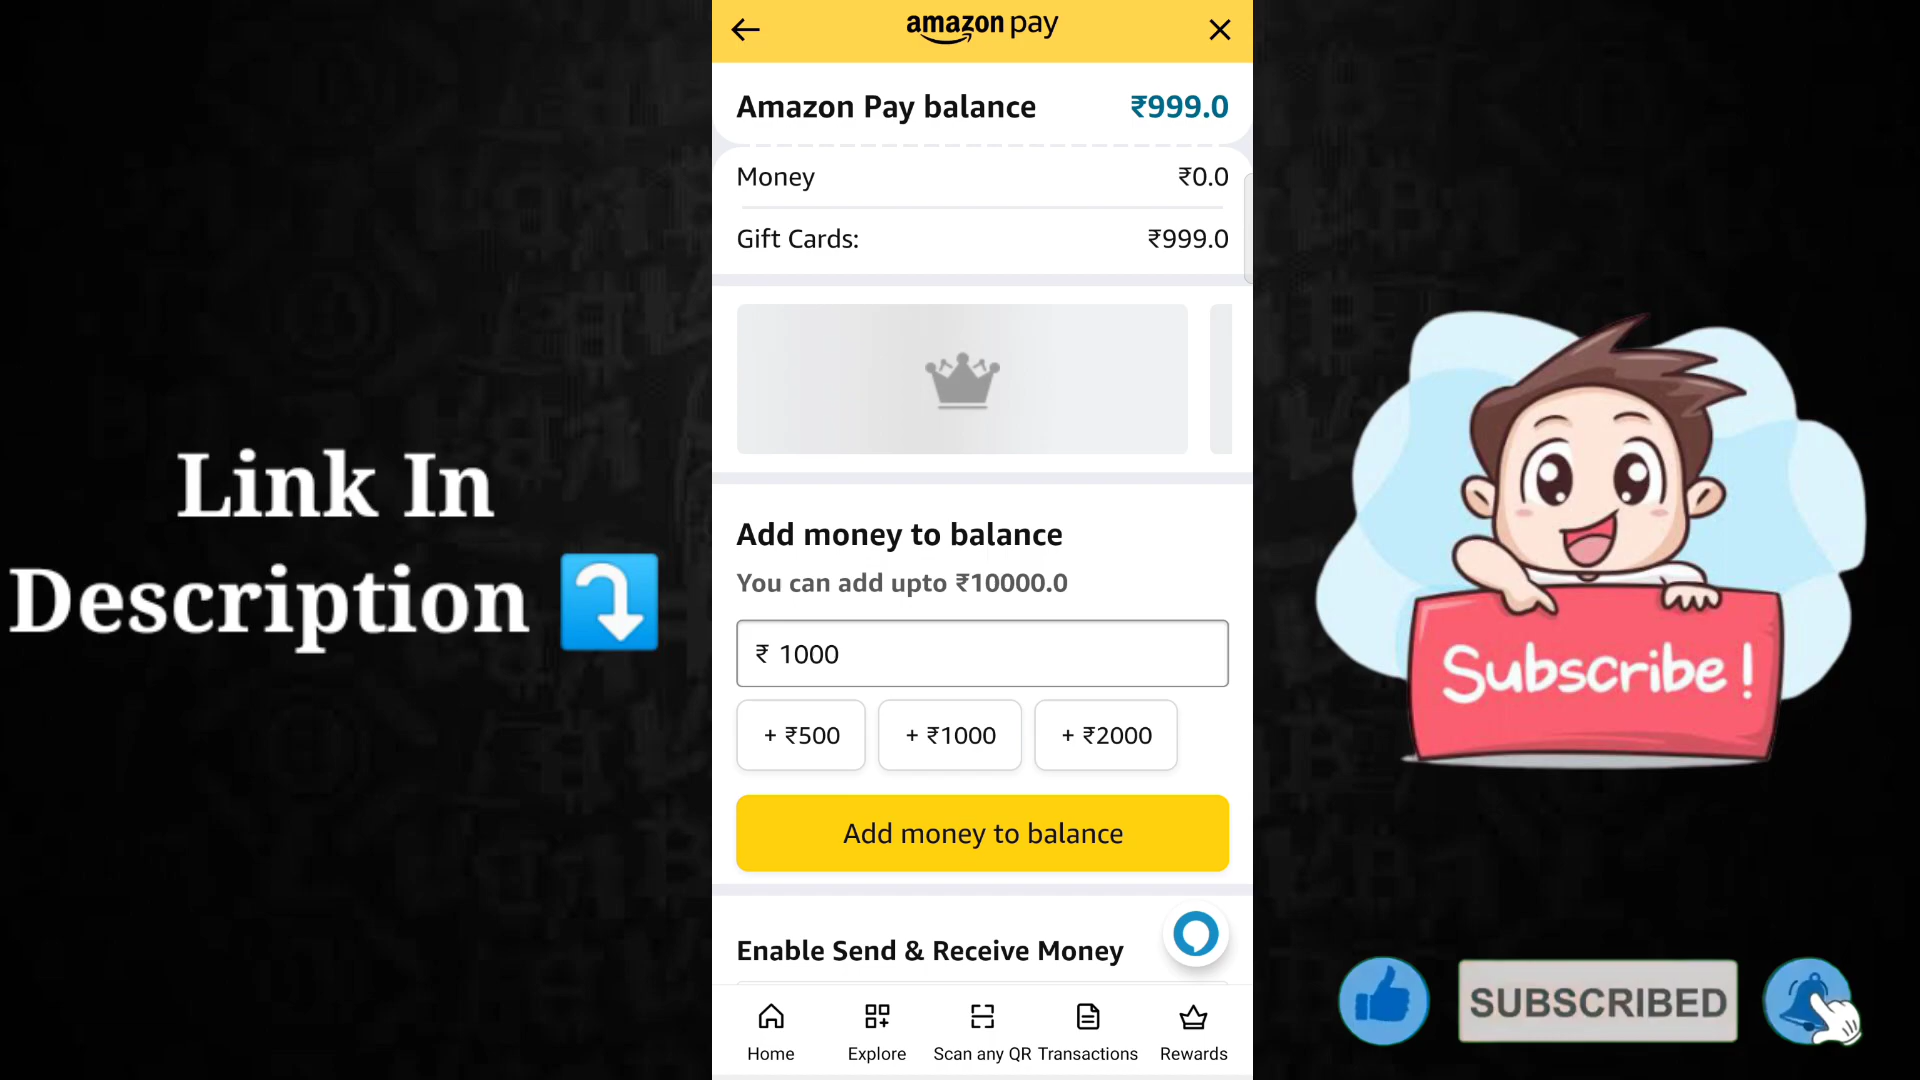 amazon pay
Amazon Pay balance ₹999.0
Money ₹0.0
Gift Cards: ₹999.0
Link In
Description
Add money to balance
You can add upto ₹10000.0
₹ 1000
+ ₹500 + ₹1000 + ₹2000
Add money to balance
Enable Send & Receive Money
Home Explore Scan any QR Transactions Rewards
Subscribe!
SUBSCRIBED